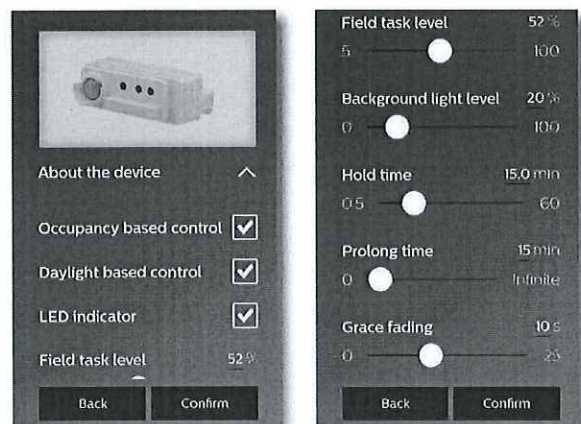 About the device
Occupancy based control
Daylight based control
LED indicator
Field task level 52 %
Back Confirm
Field task level 52 %
5 100
Background light level 20 %
0 100
Hold time 15.0 min
0.5 60
Prolong time 15 min
0 Infinite
Grace fading 10 s
0 25
Back Confirm